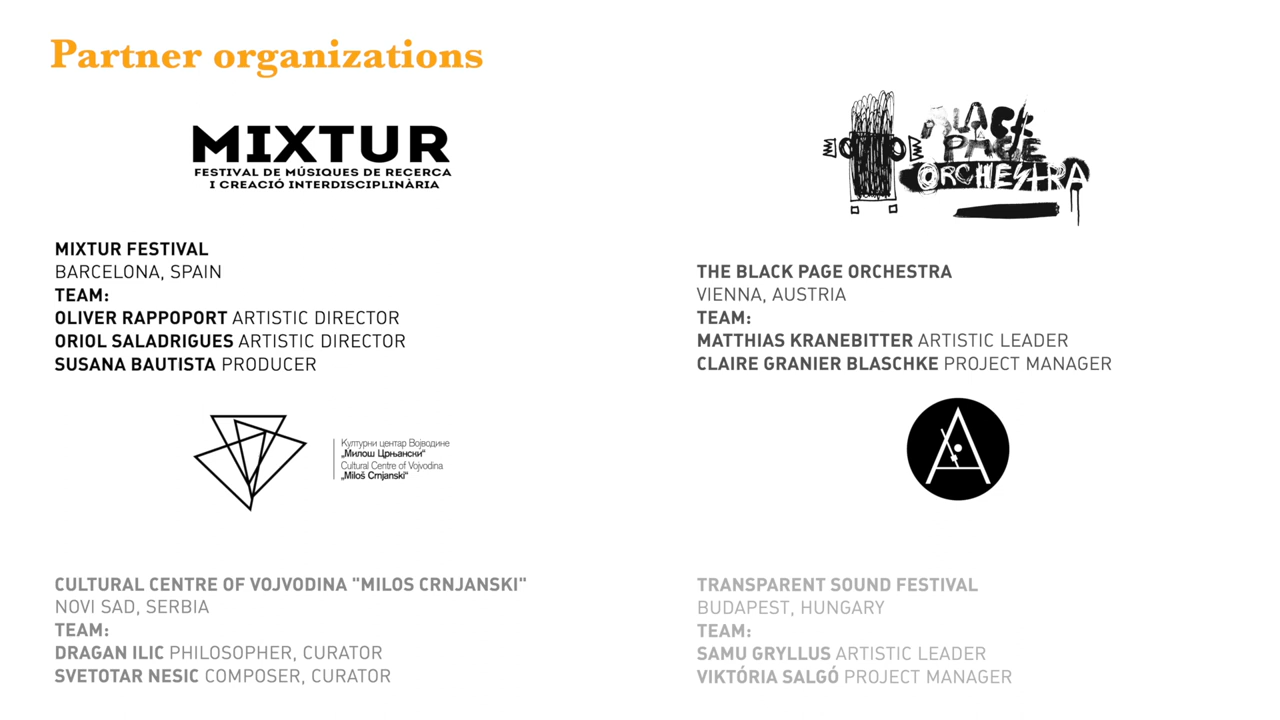 Partner organizations
MIXTUR
FESTIVAL DE MÚSIQUES DE RECERCA
I CREACIÓ INTERDISCIPLINÀRIA
MIXTUR FESTIVAL
BARCELONA, SPAIN
TEAM:
OLIVER RAPPOPORT ARTISTIC DIRECTOR
ORIOL SALADRIGUES ARTISTIC DIRECTOR
SUSANA BAUTISTA PRODUCER
BLACK
PAGE
ORCHESTRA
THE BLACK PAGE ORCHESTRA
VIENNA, AUSTRIA
TEAM:
MATTHIAS KRANEBITTER ARTISTIC LEADER
CLAIRE GRANIER BLASCHKE PROJECT MANAGER
Културни центар Војводине
„Милош Црњански“
Cultural Centre of Vojvodina
„Miloš Crnjanski“
CULTURAL CENTRE OF VOJVODINA "MILOS CRNJANSKI"
NOVI SAD, SERBIA
TEAM:
DRAGAN ILIC PHILOSOPHER, CURATOR
SVETOTAR NESIC COMPOSER, CURATOR
TRANSPARENT SOUND FESTIVAL
BUDAPEST, HUNGARY
TEAM:
SAMU GRYLLUS ARTISTIC LEADER
VIKTÓRIA SALGÓ PROJECT MANAGER